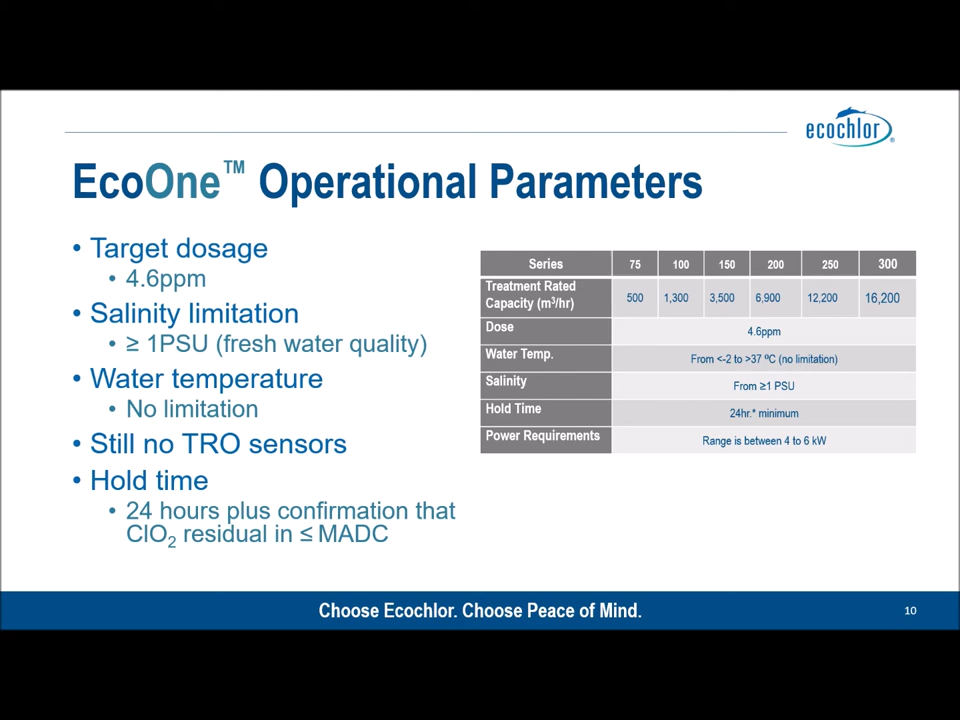 ecochlor®
EcoOne™ Operational Parameters
• Target dosage
• 4.6ppm
• Salinity limitation
• ≥ 1PSU (fresh water quality)
• Water temperature
• No limitation
• Still no TRO sensors
• Hold time
• 24 hours plus confirmation that
ClO₂ residual in ≤ MADC
Series 75 100 150 200 250 300
Treatment Rated
Capacity (m³/hr) 500 1,300 3,500 6,900 12,200 16,200
Dose 4.6ppm
Water Temp. From <-2 to >37 ºC (no limitation)
Salinity From ≥1 PSU
Hold Time 24hr.* minimum
Power Requirements Range is between 4 to 6 kW
Choose Ecochlor. Choose Peace of Mind.
10